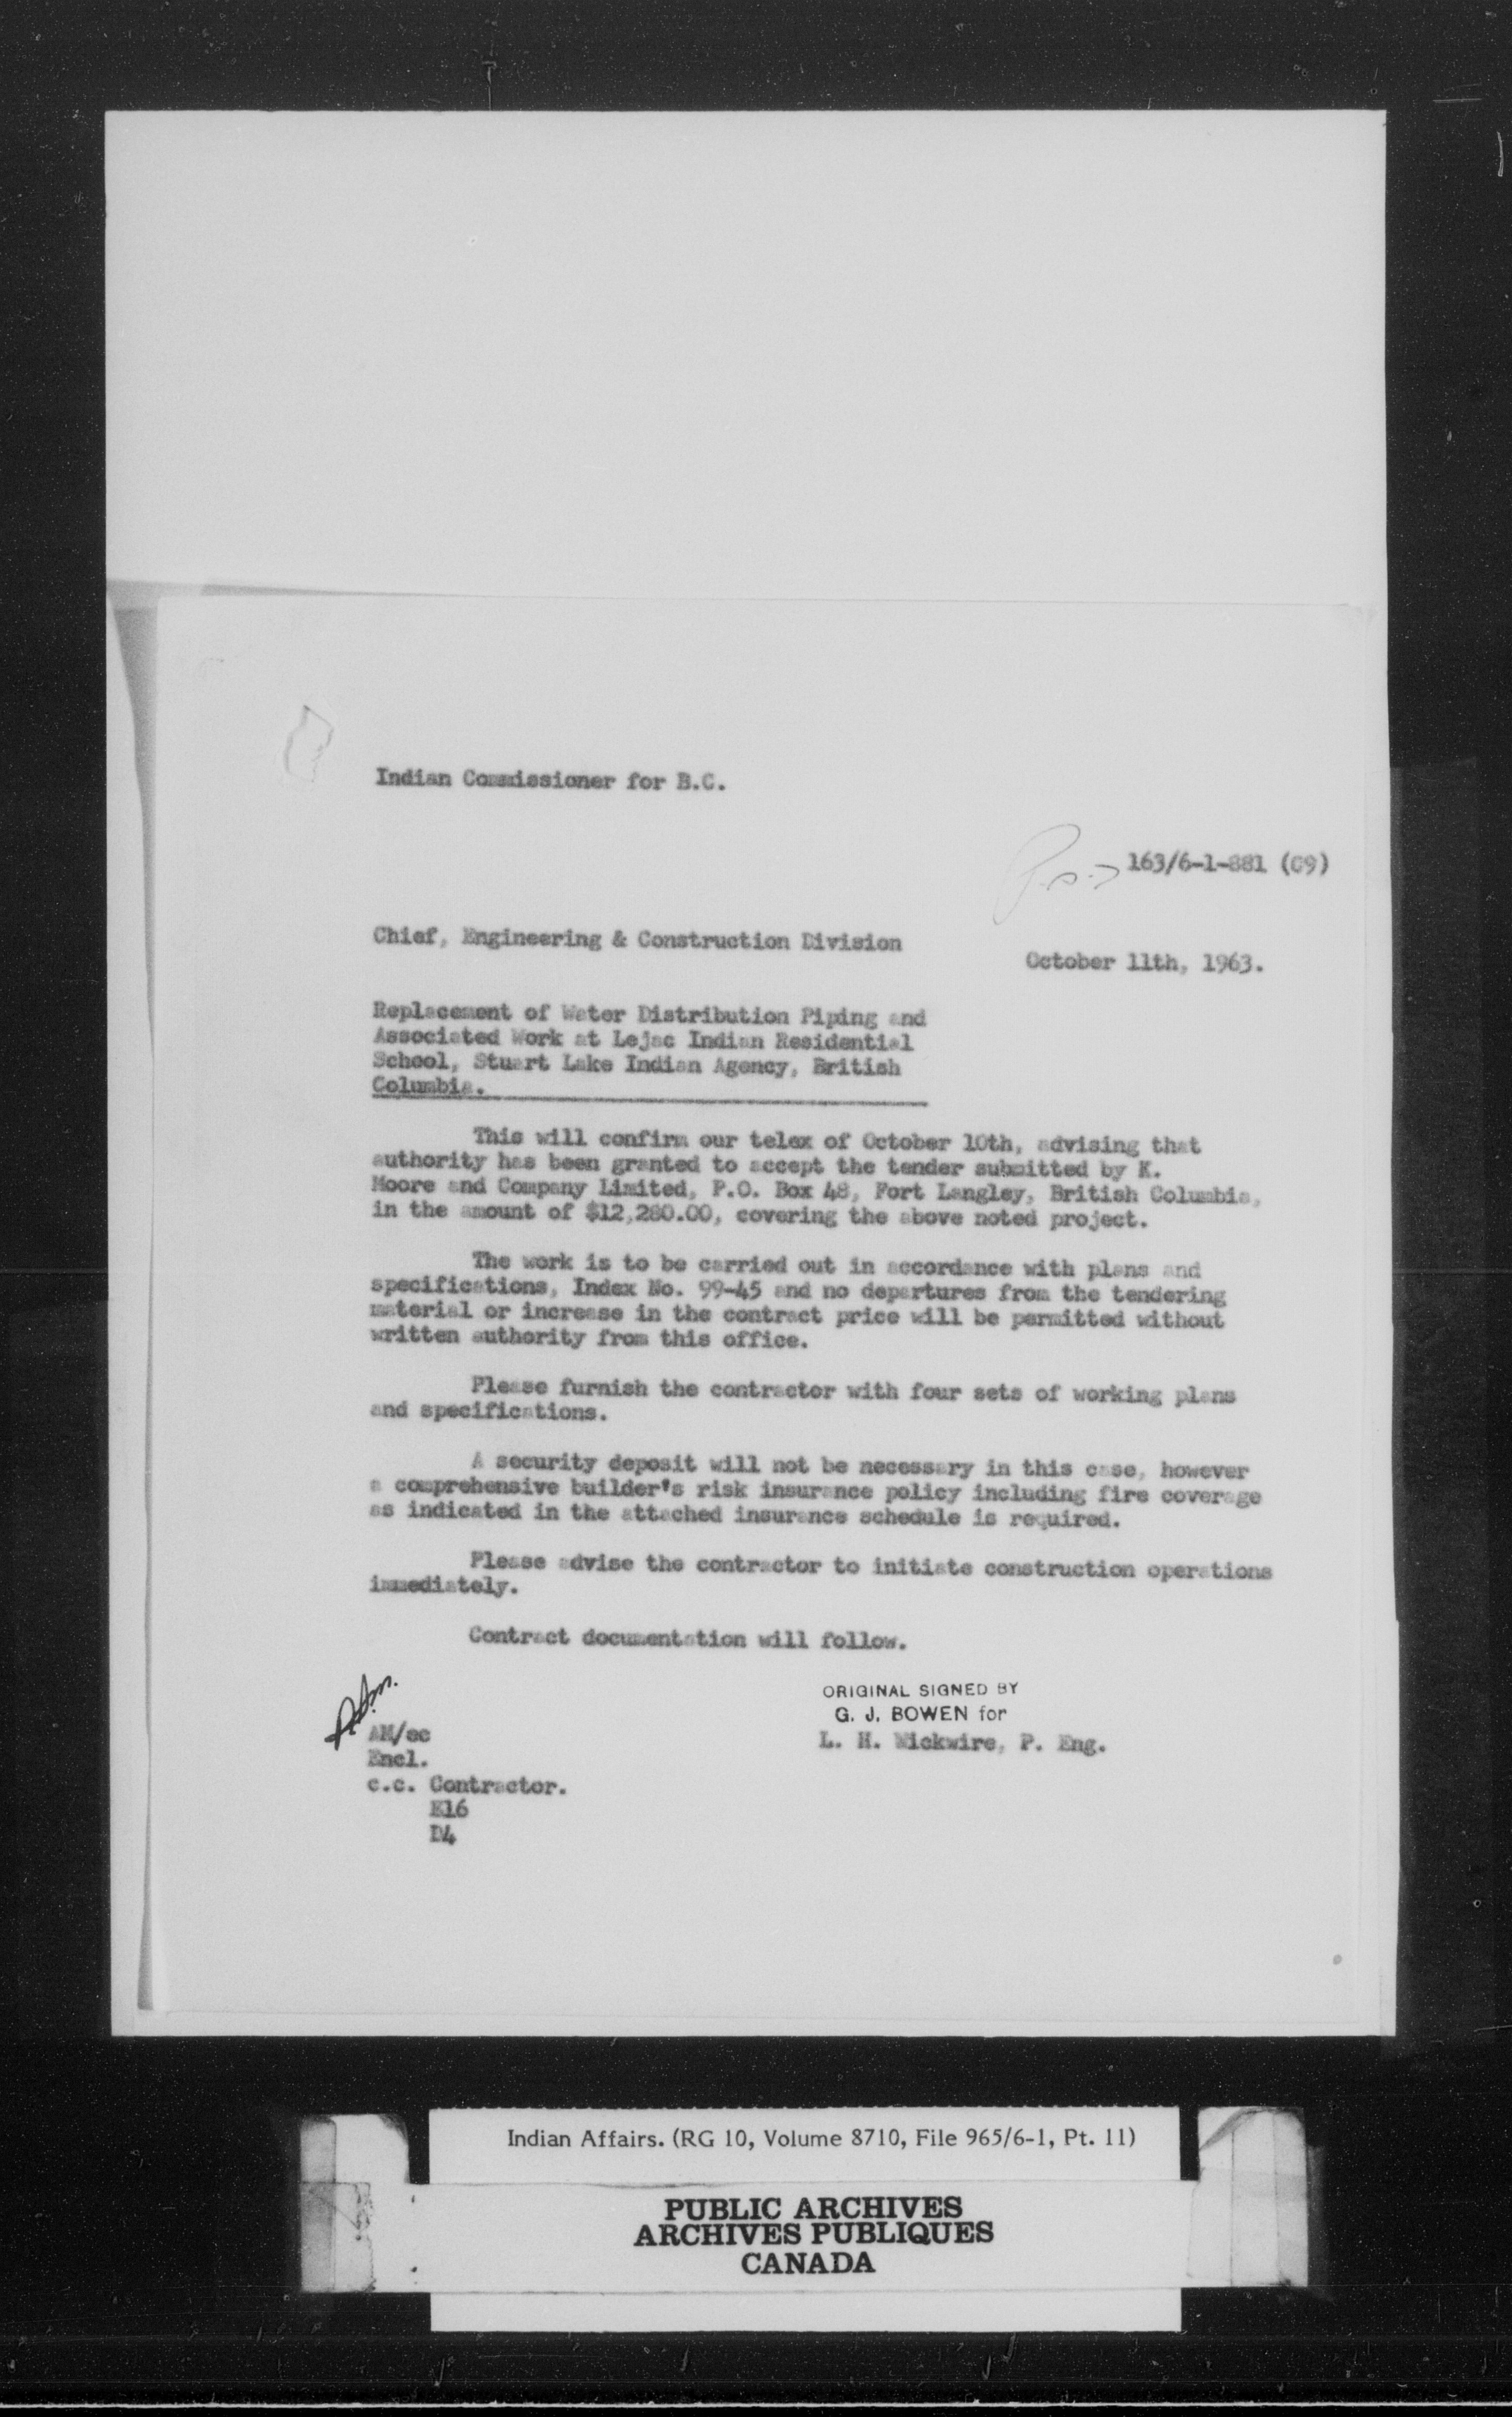 Indian Commissioner for B.C.
163/6-1-881 (C9)
Chief, Engineering & Construction Division
October 11th, 1963.
Replacement of Water Distribution Piping and
Associated Work at Lejac Indian Residential
School, Stuart Lake Indian Agency, British
Columbia.
This will confirm our telex of October 10th, advising that
authority has been granted to accept the tender submitted by K.
Moore and Company Limited, P.O. Box 48, Fort Langley, British Columbia,
in the amount of $12,280.00, covering the above noted project.
The work is to be carried out in accordance with plans and
specifications, Index No. 99-45 and no departures from the tendering
material or increase in the contract price will be permitted without
written authority from this office.
Please furnish the contractor with four sets of working plans
and specifications.
A security deposit will not be necessary in this case, however
a comprehensive builder's risk insurance policy including fire coverage
as indicated in the attached insurance schedule is required.
Please advise the contractor to initiate construction operations
immediately.
Contract documentation will follow.
ORIGINAL SIGNED BY
G. J. BOWEN for
L. H. Wickwire, P. Eng.
AM/ec
Encl.
c.c. Contractor.
E16
D4
Indian Affairs. (RG 10, Volume 8710, File 965/6-1, Pt. 11)
PUBLIC ARCHIVES
ARCHIVES PUBLIQUES
CANADA